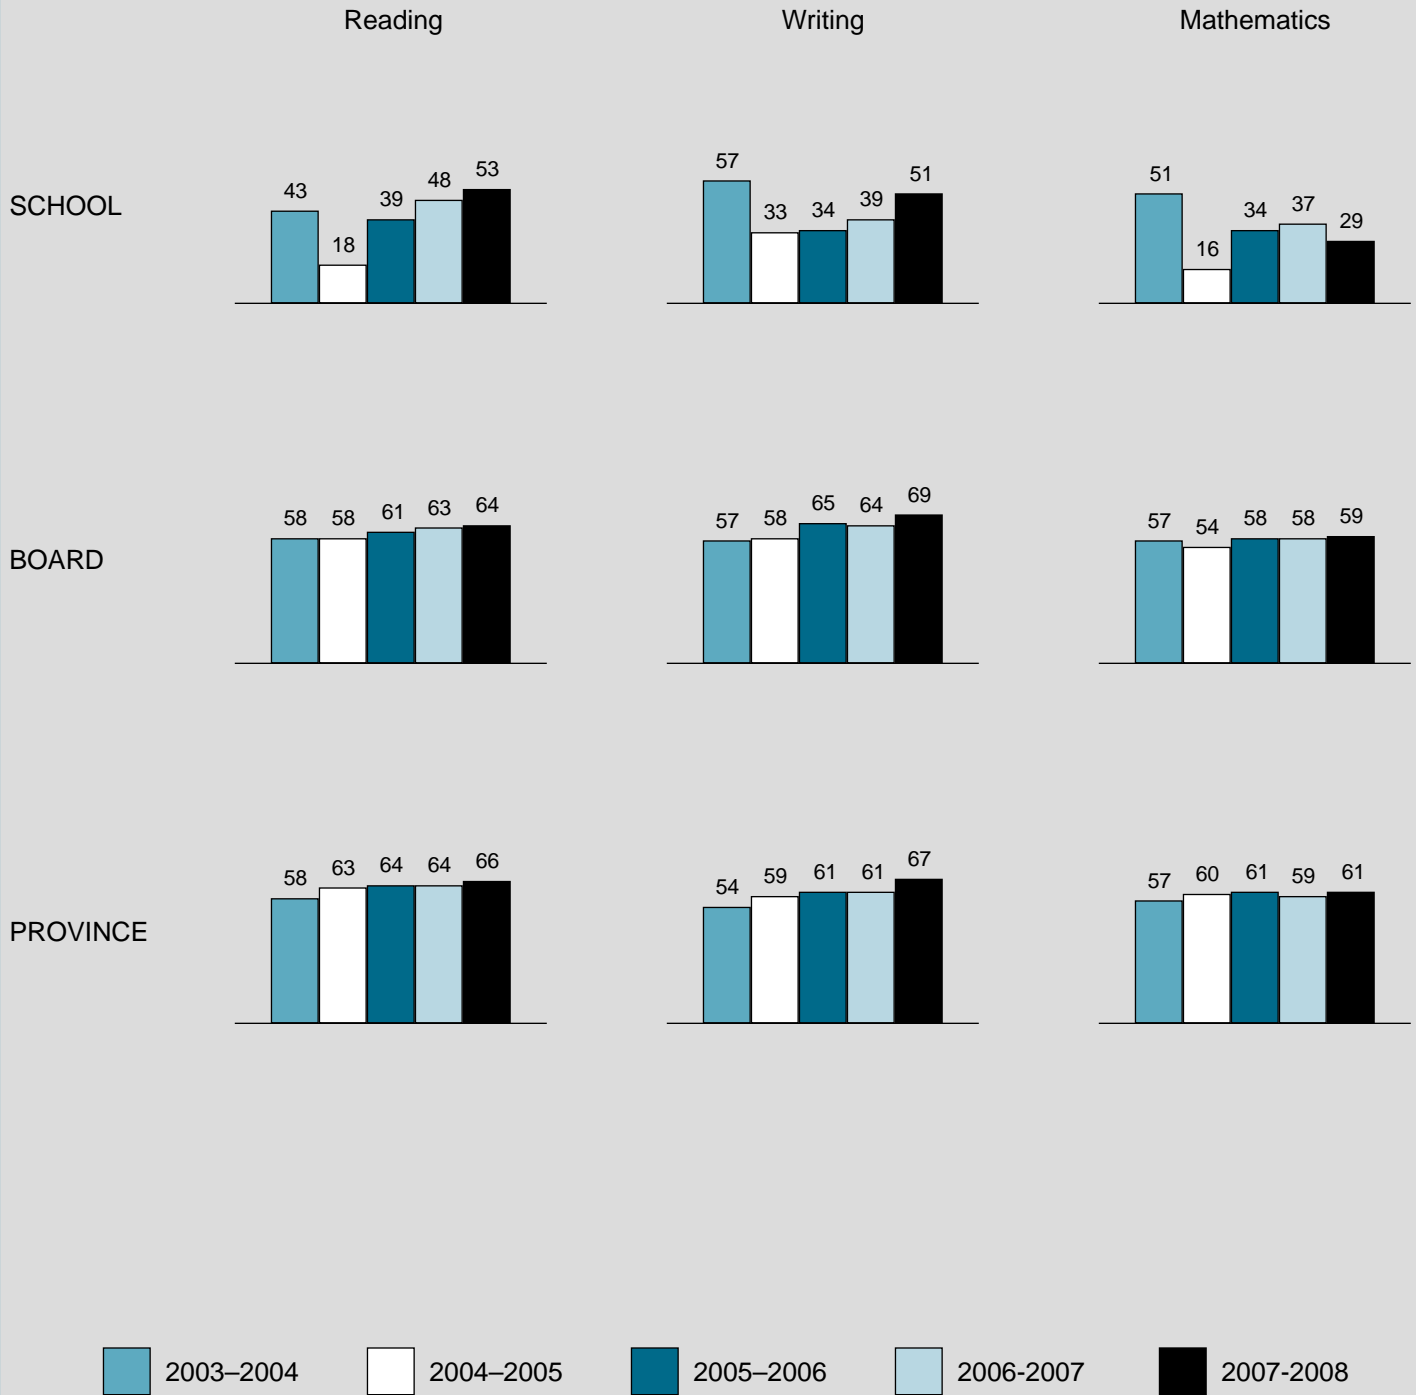 Reading Writing Mathematics
SCHOOL
43 18 39 48 53
57 33 34 39 51
51 16 34 37 29
BOARD
58 58 61 63 64
57 58 65 64 69
57 54 58 58 59
PROVINCE
58 63 64 64 66
54 59 61 61 67
57 60 61 59 61
2003–2004 2004–2005 2005–2006 2006-2007 2007-2008